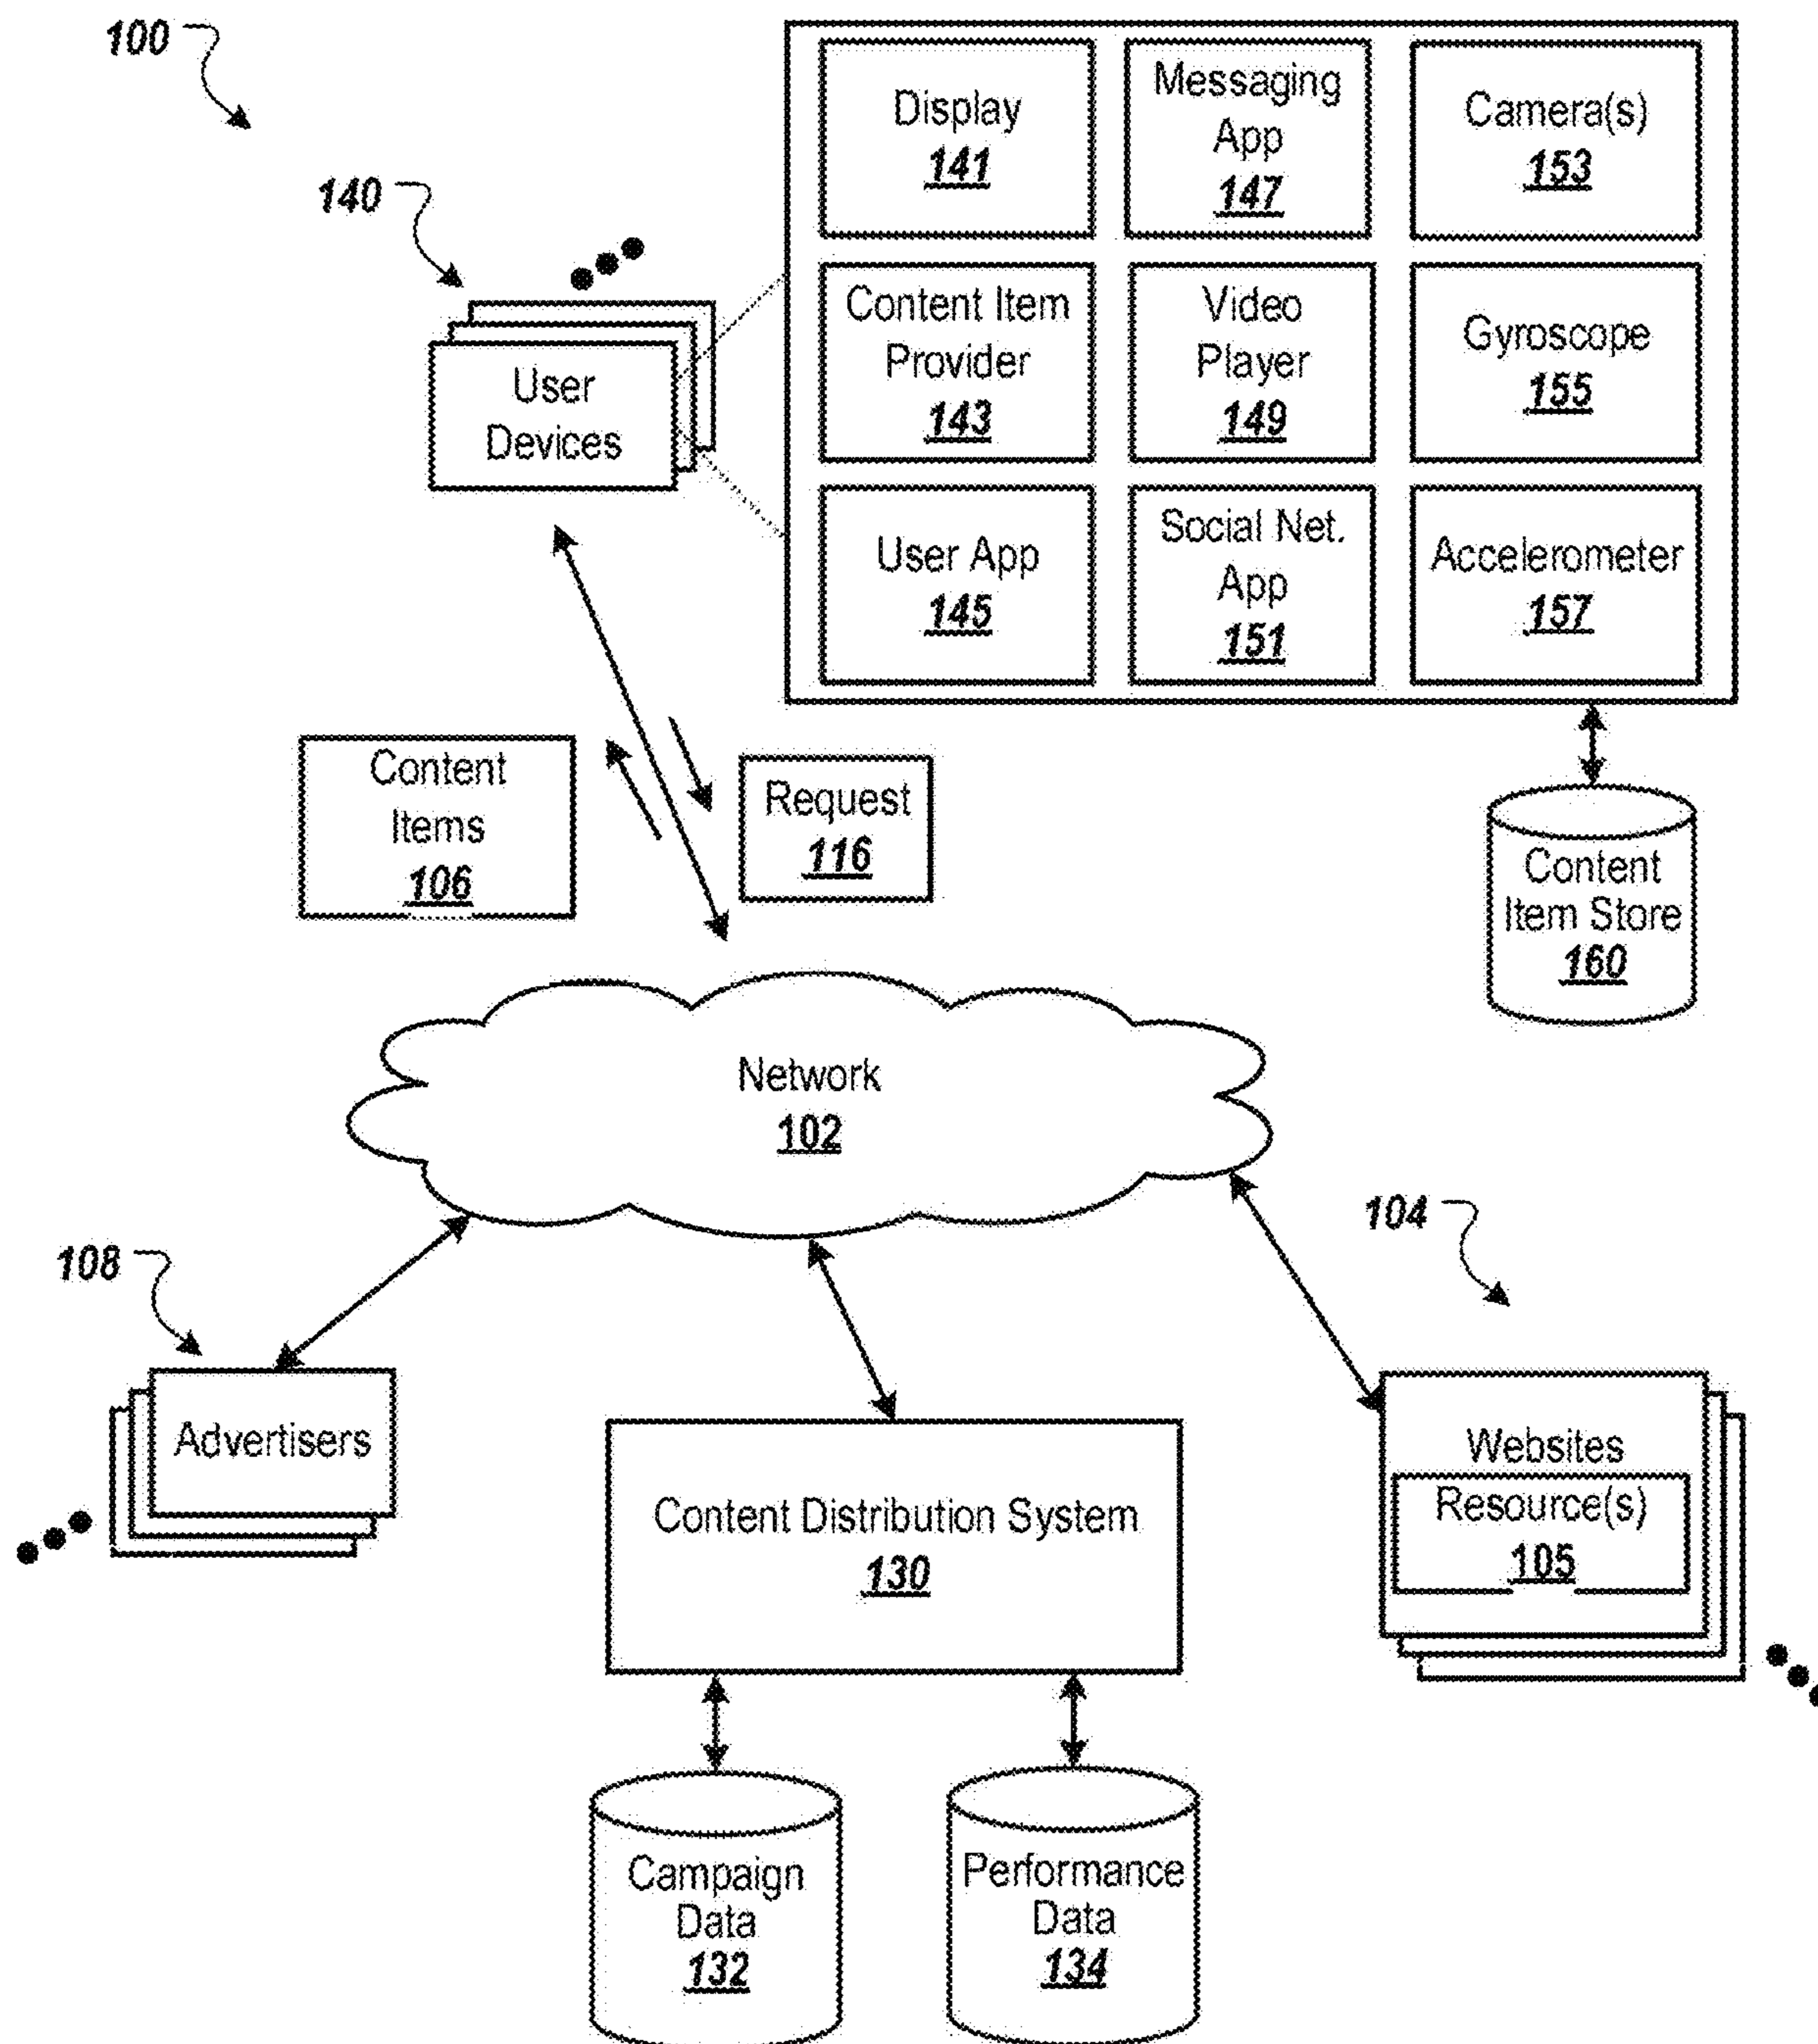 100
140
User
Devices
Display
141
Messaging
App
147
Camera(s)
153
Content Item
Provider
143
Video
Player
149
Gyroscope
155
User App
145
Social Net.
App
151
Accelerometer
157
Content
Items
106
Request
116
Content
Item Store
160
Network
102
108
104
Advertisers
Content Distribution System
130
Websites
Resource(s)
105
Campaign
Data
132
Performance
Data
134